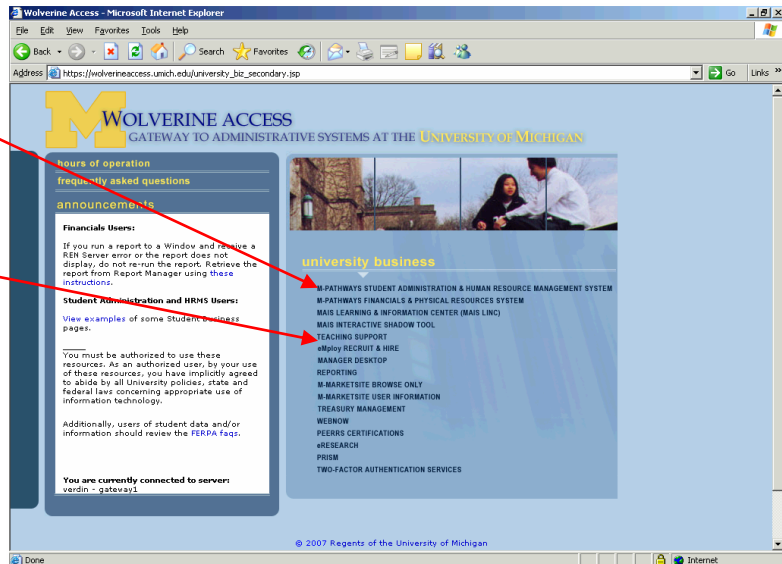 Wolverine Access - Microsoft Internet Explorer
File Edit View Favorites Tools Help
Back Search Favorites
Address https://wolverineaccess.umich.edu/university_biz_secondary.jsp Go Links »
WOLVERINE ACCESS
GATEWAY TO ADMINISTRATIVE SYSTEMS AT THE UNIVERSITY OF MICHIGAN
hours of operation
frequently asked questions
announcements
Financials Users:
If you run a report to a Window and receive a
REN Server error or the report does not
display, do not re-run the report. Retrieve the
report from Report Manager using these
instructions.
Student Administration and HRMS Users:
View examples of some Student Business
pages.
You must be authorized to use these
resources. As an authorized user, by your use
of these resources, you have implicitly agreed
to abide by all University policies, state and
federal laws concerning appropriate use of
information technology.
Additionally, users of student data and/or
information should review the FERPA faqs.
You are currently connected to server:
verdin - gateway1
university business
M-PATHWAYS STUDENT ADMINISTRATION & HUMAN RESOURCE MANAGEMENT SYSTEM
M-PATHWAYS FINANCIALS & PHYSICAL RESOURCES SYSTEM
MAIS LEARNING & INFORMATION CENTER (MAIS LINC)
MAIS INTERACTIVE SHADOW TOOL
TEACHING SUPPORT
eMploy RECRUIT & HIRE
MANAGER DESKTOP
REPORTING
M-MARKETSITE BROWSE ONLY
M-MARKETSITE USER INFORMATION
TREASURY MANAGEMENT
WEBNOW
PEERRS CERTIFICATIONS
eRESEARCH
PRISM
TWO-FACTOR AUTHENTICATION SERVICES
© 2007 Regents of the University of Michigan
Done Internet